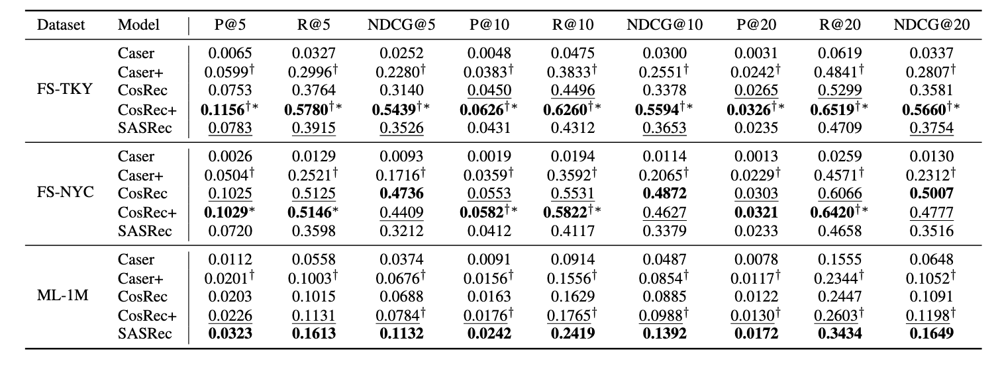 Dataset Model P@5 R@5 NDCG@5 P@10 R@10 NDCG@10 P@20 R@20 NDCG@20
Caser 0.0065 0.0327 0.0252 0.0048 0.0475 0.0300 0.0031 0.0619 0.0337
Caser+ 0.0599† 0.2996† 0.2280† 0.0383† 0.3833† 0.2551† 0.0242† 0.4841† 0.2807†
FS-TKY CosRec 0.0753 0.3764 0.3140 0.0450 0.4496 0.3378 0.0265 0.5299 0.3581
CosRec+ 0.1156†* 0.5780†* 0.5439†* 0.0626†* 0.6260†* 0.5594†* 0.0326†* 0.6519†* 0.5660†*
SASRec 0.0783 0.3915 0.3526 0.0431 0.4312 0.3653 0.0235 0.4709 0.3754
Caser 0.0026 0.0129 0.0093 0.0019 0.0194 0.0114 0.0013 0.0259 0.0130
Caser+ 0.0504† 0.2521† 0.1716† 0.0359† 0.3592† 0.2065† 0.0229† 0.4571† 0.2312†
FS-NYC CosRec 0.1025 0.5125 0.4736 0.0553 0.5531 0.4872 0.0303 0.6066 0.5007
CosRec+ 0.1029* 0.5146* 0.4409 0.0582†* 0.5822†* 0.4627 0.0321 0.6420†* 0.4777
SASRec 0.0720 0.3598 0.3212 0.0412 0.4117 0.3379 0.0233 0.4658 0.3516
Caser 0.0112 0.0558 0.0374 0.0091 0.0914 0.0487 0.0078 0.1555 0.0648
Caser+ 0.0201† 0.1003† 0.0676† 0.0156† 0.1556† 0.0854† 0.0117† 0.2344† 0.1052†
ML-1M CosRec 0.0203 0.1015 0.0688 0.0163 0.1629 0.0885 0.0122 0.2447 0.1091
CosRec+ 0.0226 0.1131 0.0784† 0.0176† 0.1765† 0.0988† 0.0130† 0.2603† 0.1198†
SASRec 0.0323 0.1613 0.1132 0.0242 0.2419 0.1392 0.0172 0.3434 0.1649